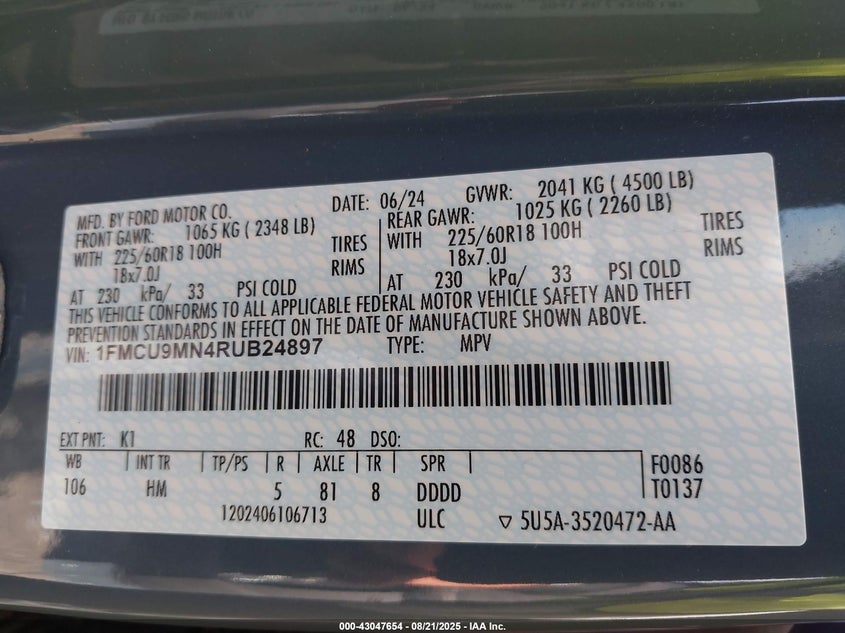 MFD. BY FORD MOTOR CO. DATE: 06/24 GVWR: 2041 KG ( 4500 LB)
FRONT GAWR: 1065 KG ( 2348 LB) REAR GAWR: 1025 KG ( 2260 LB)
WITH 225/60R18 100H TIRES WITH 225/60R18 100H TIRES
18x7.0J RIMS 18x7.0J RIMS
AT 230 kPa/ 33 PSI COLD AT 230 kPa/ 33 PSI COLD
THIS VEHICLE CONFORMS TO ALL APPLICABLE FEDERAL MOTOR VEHICLE SAFETY AND THEFT
PREVENTION STANDARDS IN EFFECT ON THE DATE OF MANUFACTURE SHOWN ABOVE.
VIN: 1FMCU9MN4RUB24897 TYPE: MPV
EXT PNT: K1 RC: 48 DSO:
WB INT TR TP/PS R AXLE TR SPR F0086
106 HM 5 81 8 DDDD T0137
1202406106713 ULC ▽ 5U5A-3520472-AA
000-43047654 - 08/21/2025 - IAA Inc.